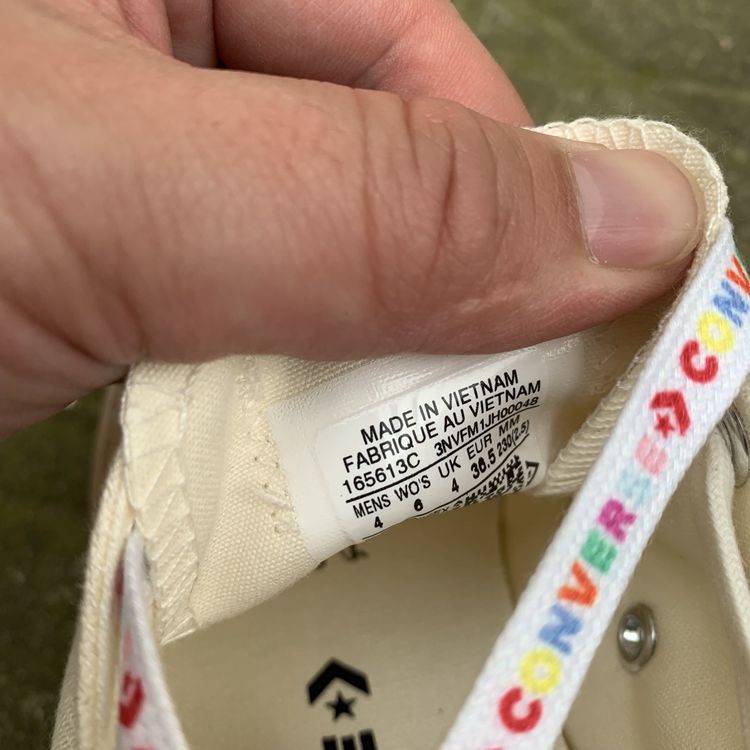 MADE IN VIETNAM
FABRIQUE AU VIETNAM
165613C 3NVFM1JH00048
MENS WO'S UK EUR MM
4 6 4 36.5 230(2.5)
CONVERSE
CONV